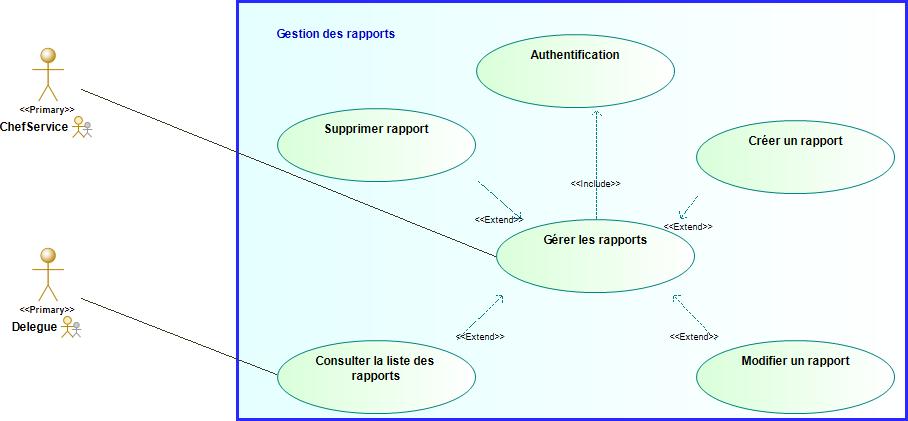 Gestion des rapports
Authentification
<<Primary>>
ChefService
Supprimer rapport
Créer un rapport
<<Include>>
<<Extend>>
<<Extend>>
Gérer les rapports
<<Primary>>
Delegue
<<Extend>>
<<Extend>>
Consulter la liste des
rapports
Modifier un rapport